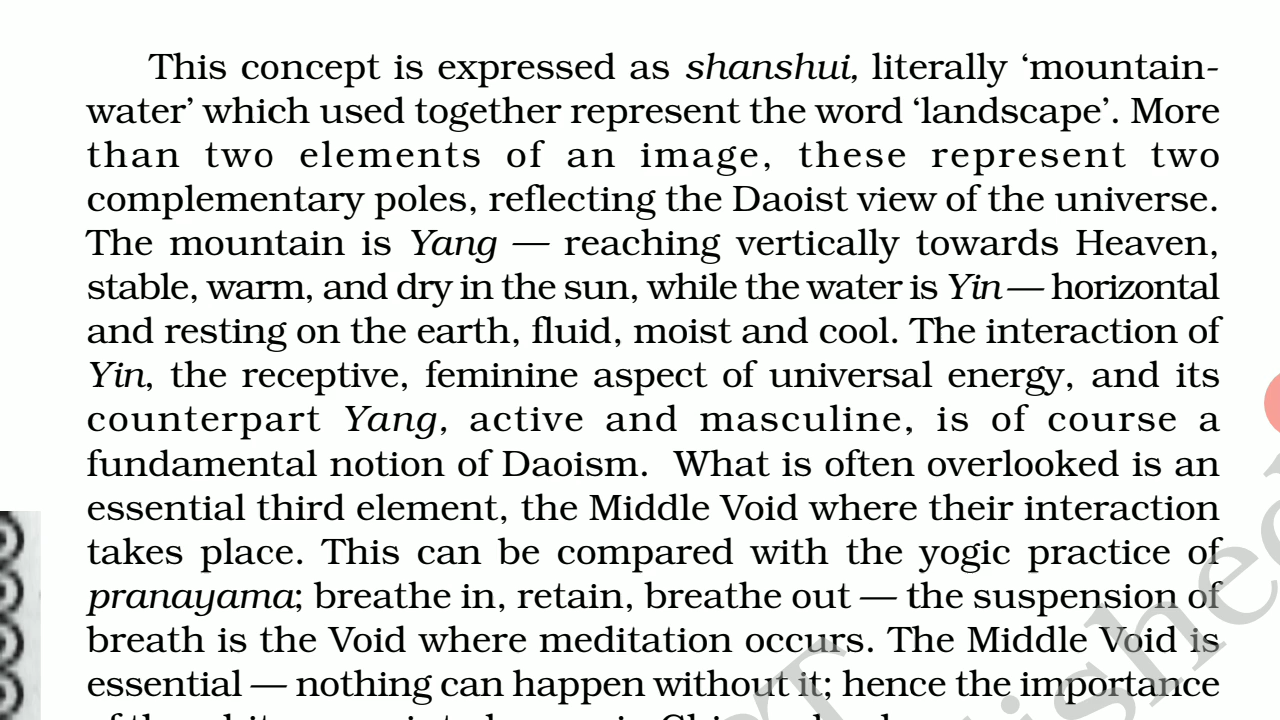 This concept is expressed as shanshui, literally ‘mountain-
water’ which used together represent the word ‘landscape’. More
than two elements of an image, these represent two
complementary poles, reflecting the Daoist view of the universe.
The mountain is Yang — reaching vertically towards Heaven,
stable, warm, and dry in the sun, while the water is Yin — horizontal
and resting on the earth, fluid, moist and cool. The interaction of
Yin, the receptive, feminine aspect of universal energy, and its
counterpart Yang, active and masculine, is of course a
fundamental notion of Daoism. What is often overlooked is an
essential third element, the Middle Void where their interaction
takes place. This can be compared with the yogic practice of
pranayama; breathe in, retain, breathe out — the suspension of
breath is the Void where meditation occurs. The Middle Void is
essential — nothing can happen without it; hence the importance